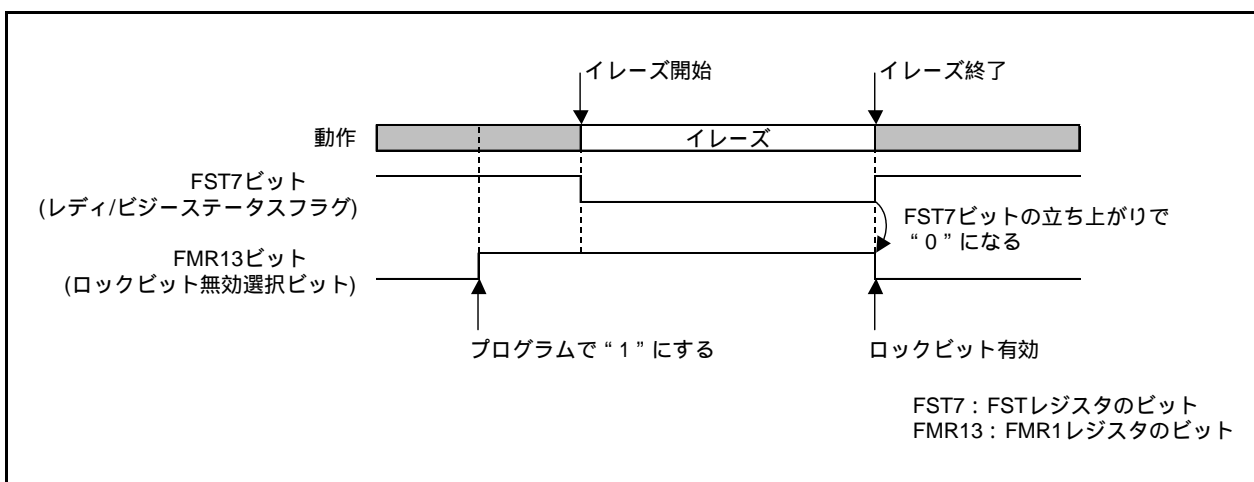 イレーズ開始
イレーズ終了
動作
イレーズ
FST7ビット
(レディ/ビジーステータスフラグ)
FST7ビットの立ち上がりで
“0”になる
FMR13ビット
(ロックビット無効選択ビット)
プログラムで“1”にする
ロックビット有効
FST7:FSTレジスタのビット
FMR13:FMR1レジスタのビット